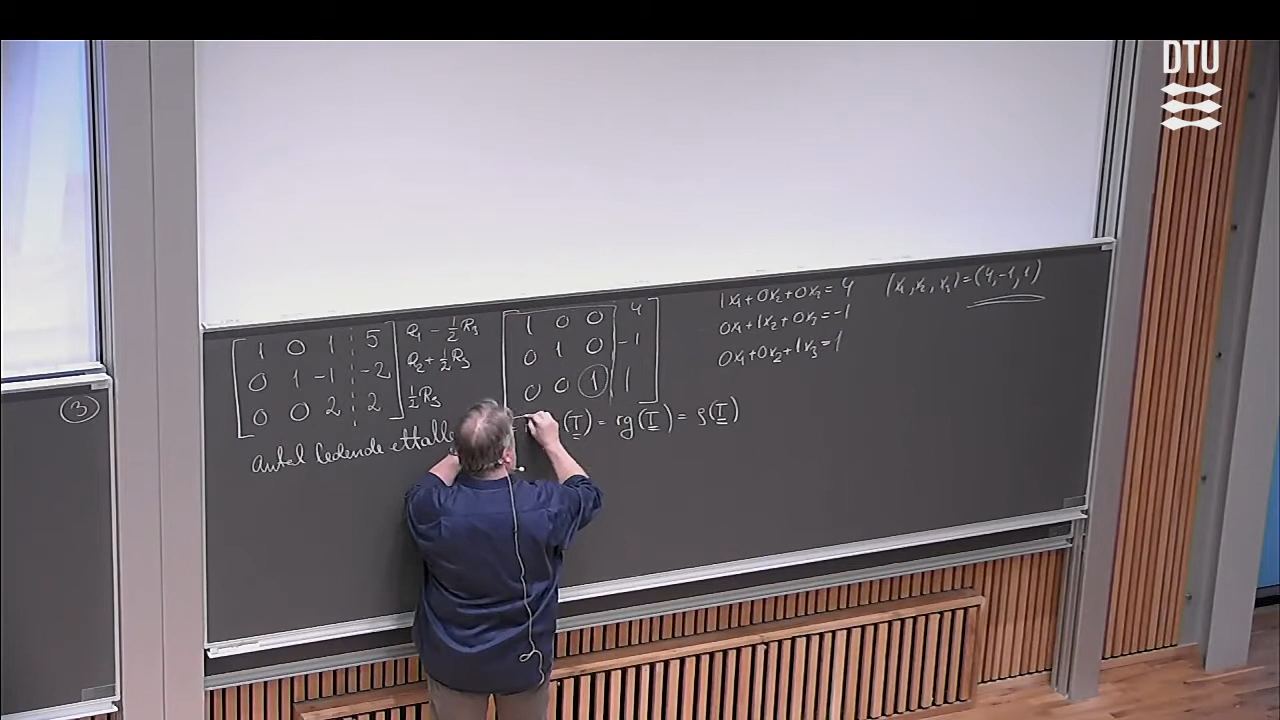 DTU
③
1 0 1 5 R₁ - ½R₃
0 1 -1 -2 R₂ + ½R₃
0 0 2 2 ½R₃
1 0 0 4
0 1 0 -1
0 0 1 1
1x₁+0x₂+0x₃=4
0x₁+1x₂+0x₃=-1
0x₁+0x₂+1x₃=1
(x₁,x₂,x₃)=(4,-1,1)
antal ledende ettaller (T) = rg(T) = ρ(T)